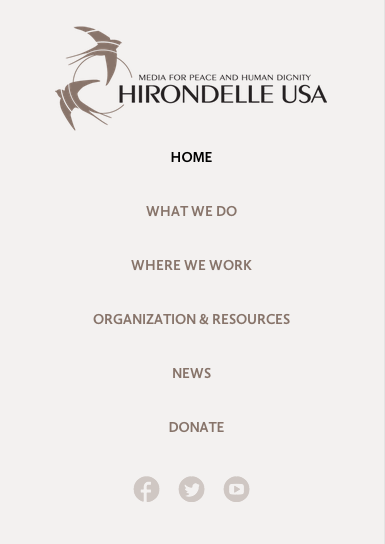 MEDIA FOR PEACE AND HUMAN DIGNITY
HIRONDELLE USA
HOME
WHAT WE DO
WHERE WE WORK
ORGANIZATION & RESOURCES
NEWS
DONATE